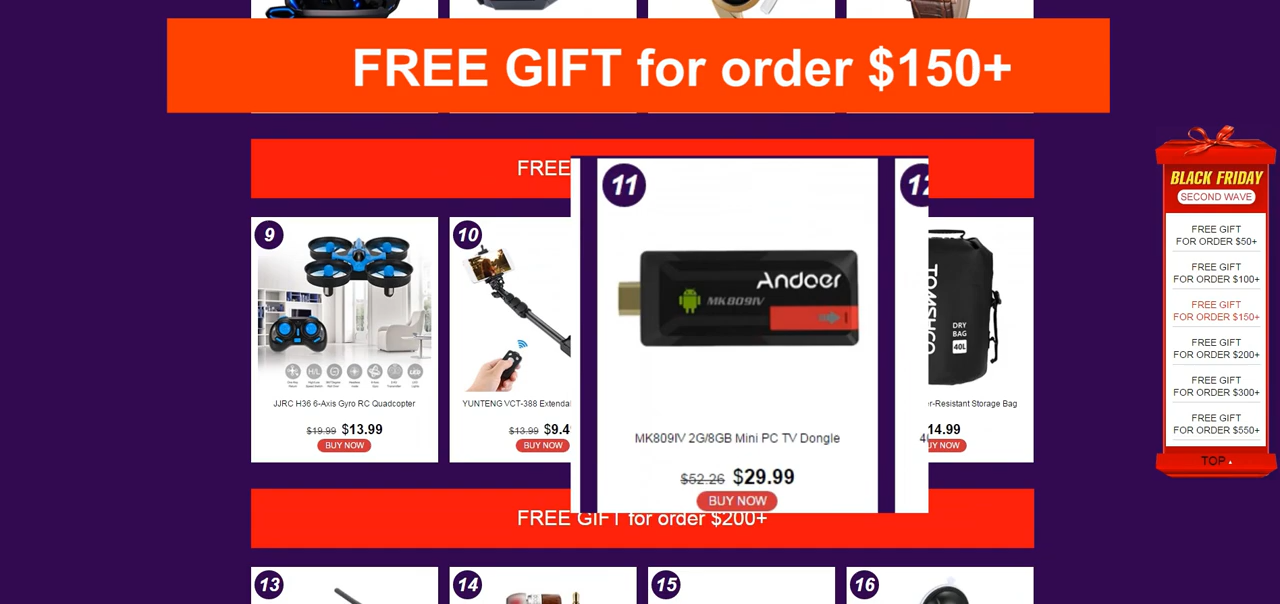 FREE GIFT for order $150+
FREE
9
JJRC H36 6-Axis Gyro RC Quadcopter
$19.99 $13.99
BUY NOW
10
YUNTENG VCT-388
$13.99 $9.4
BUY NOW
11
Andoer
MK809IV
MK809IV 2G/8GB Mini PC TV Dongle
$52.26 $29.99
BUY NOW
12
TOMSHOO
DRY
BAG
40L
r-Resistant Storage Bag
14.99
BUY NOW
FREE GIFT for order $200+
13
14
15
16
BLACK FRIDAY
SECOND WAVE
FREE GIFT
FOR ORDER $50+
FREE GIFT
FOR ORDER $100+
FREE GIFT
FOR ORDER $150+
FREE GIFT
FOR ORDER $200+
FREE GIFT
FOR ORDER $300+
FREE GIFT
FOR ORDER $550+
TOP